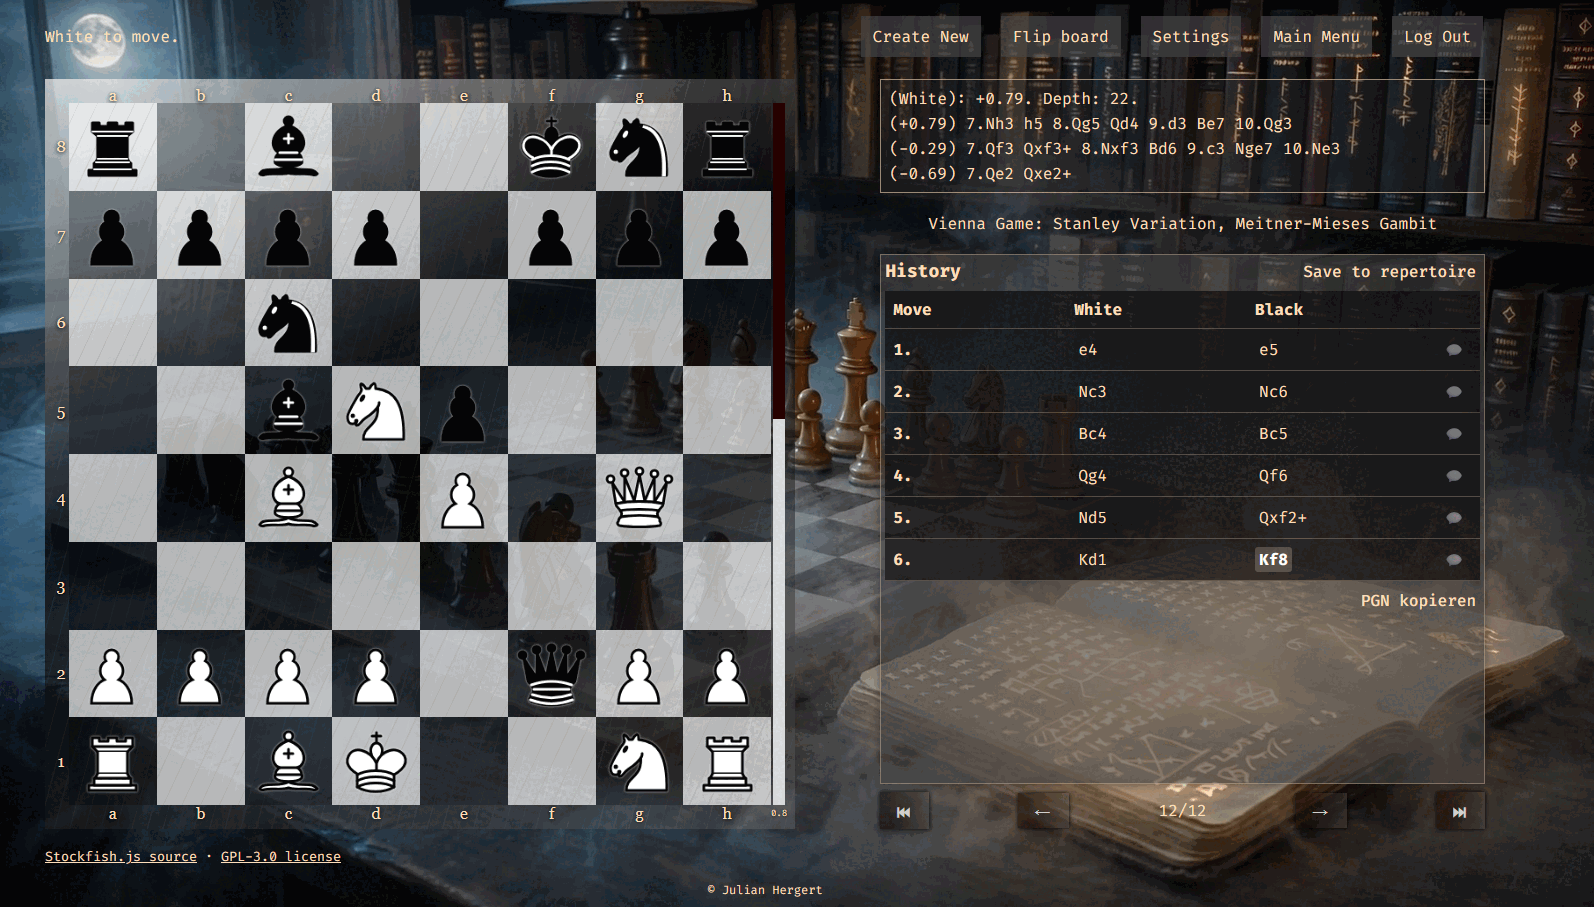 White to move.
Create New Flip board Settings Main Menu Log Out
a b c d e f g h
8
7
6
5
4
3
2
1
a b c d e f g h
0.8
(White): +0.79. Depth: 22.
(+0.79) 7.Nh3 h5 8.Qg5 Qd4 9.d3 Be7 10.Qg3
(-0.29) 7.Qf3 Qxf3+ 8.Nxf3 Bd6 9.c3 Nge7 10.Ne3
(-0.69) 7.Qe2 Qxe2+
Vienna Game: Stanley Variation, Meitner-Mieses Gambit
History Save to repertoire
Move White Black
1. e4 e5
2. Nc3 Nc6
3. Bc4 Bc5
4. Qg4 Qf6
5. Nd5 Qxf2+
6. Kd1 Kf8
PGN kopieren
12/12
Stockfish.js source · GPL-3.0 license
© Julian Hergert